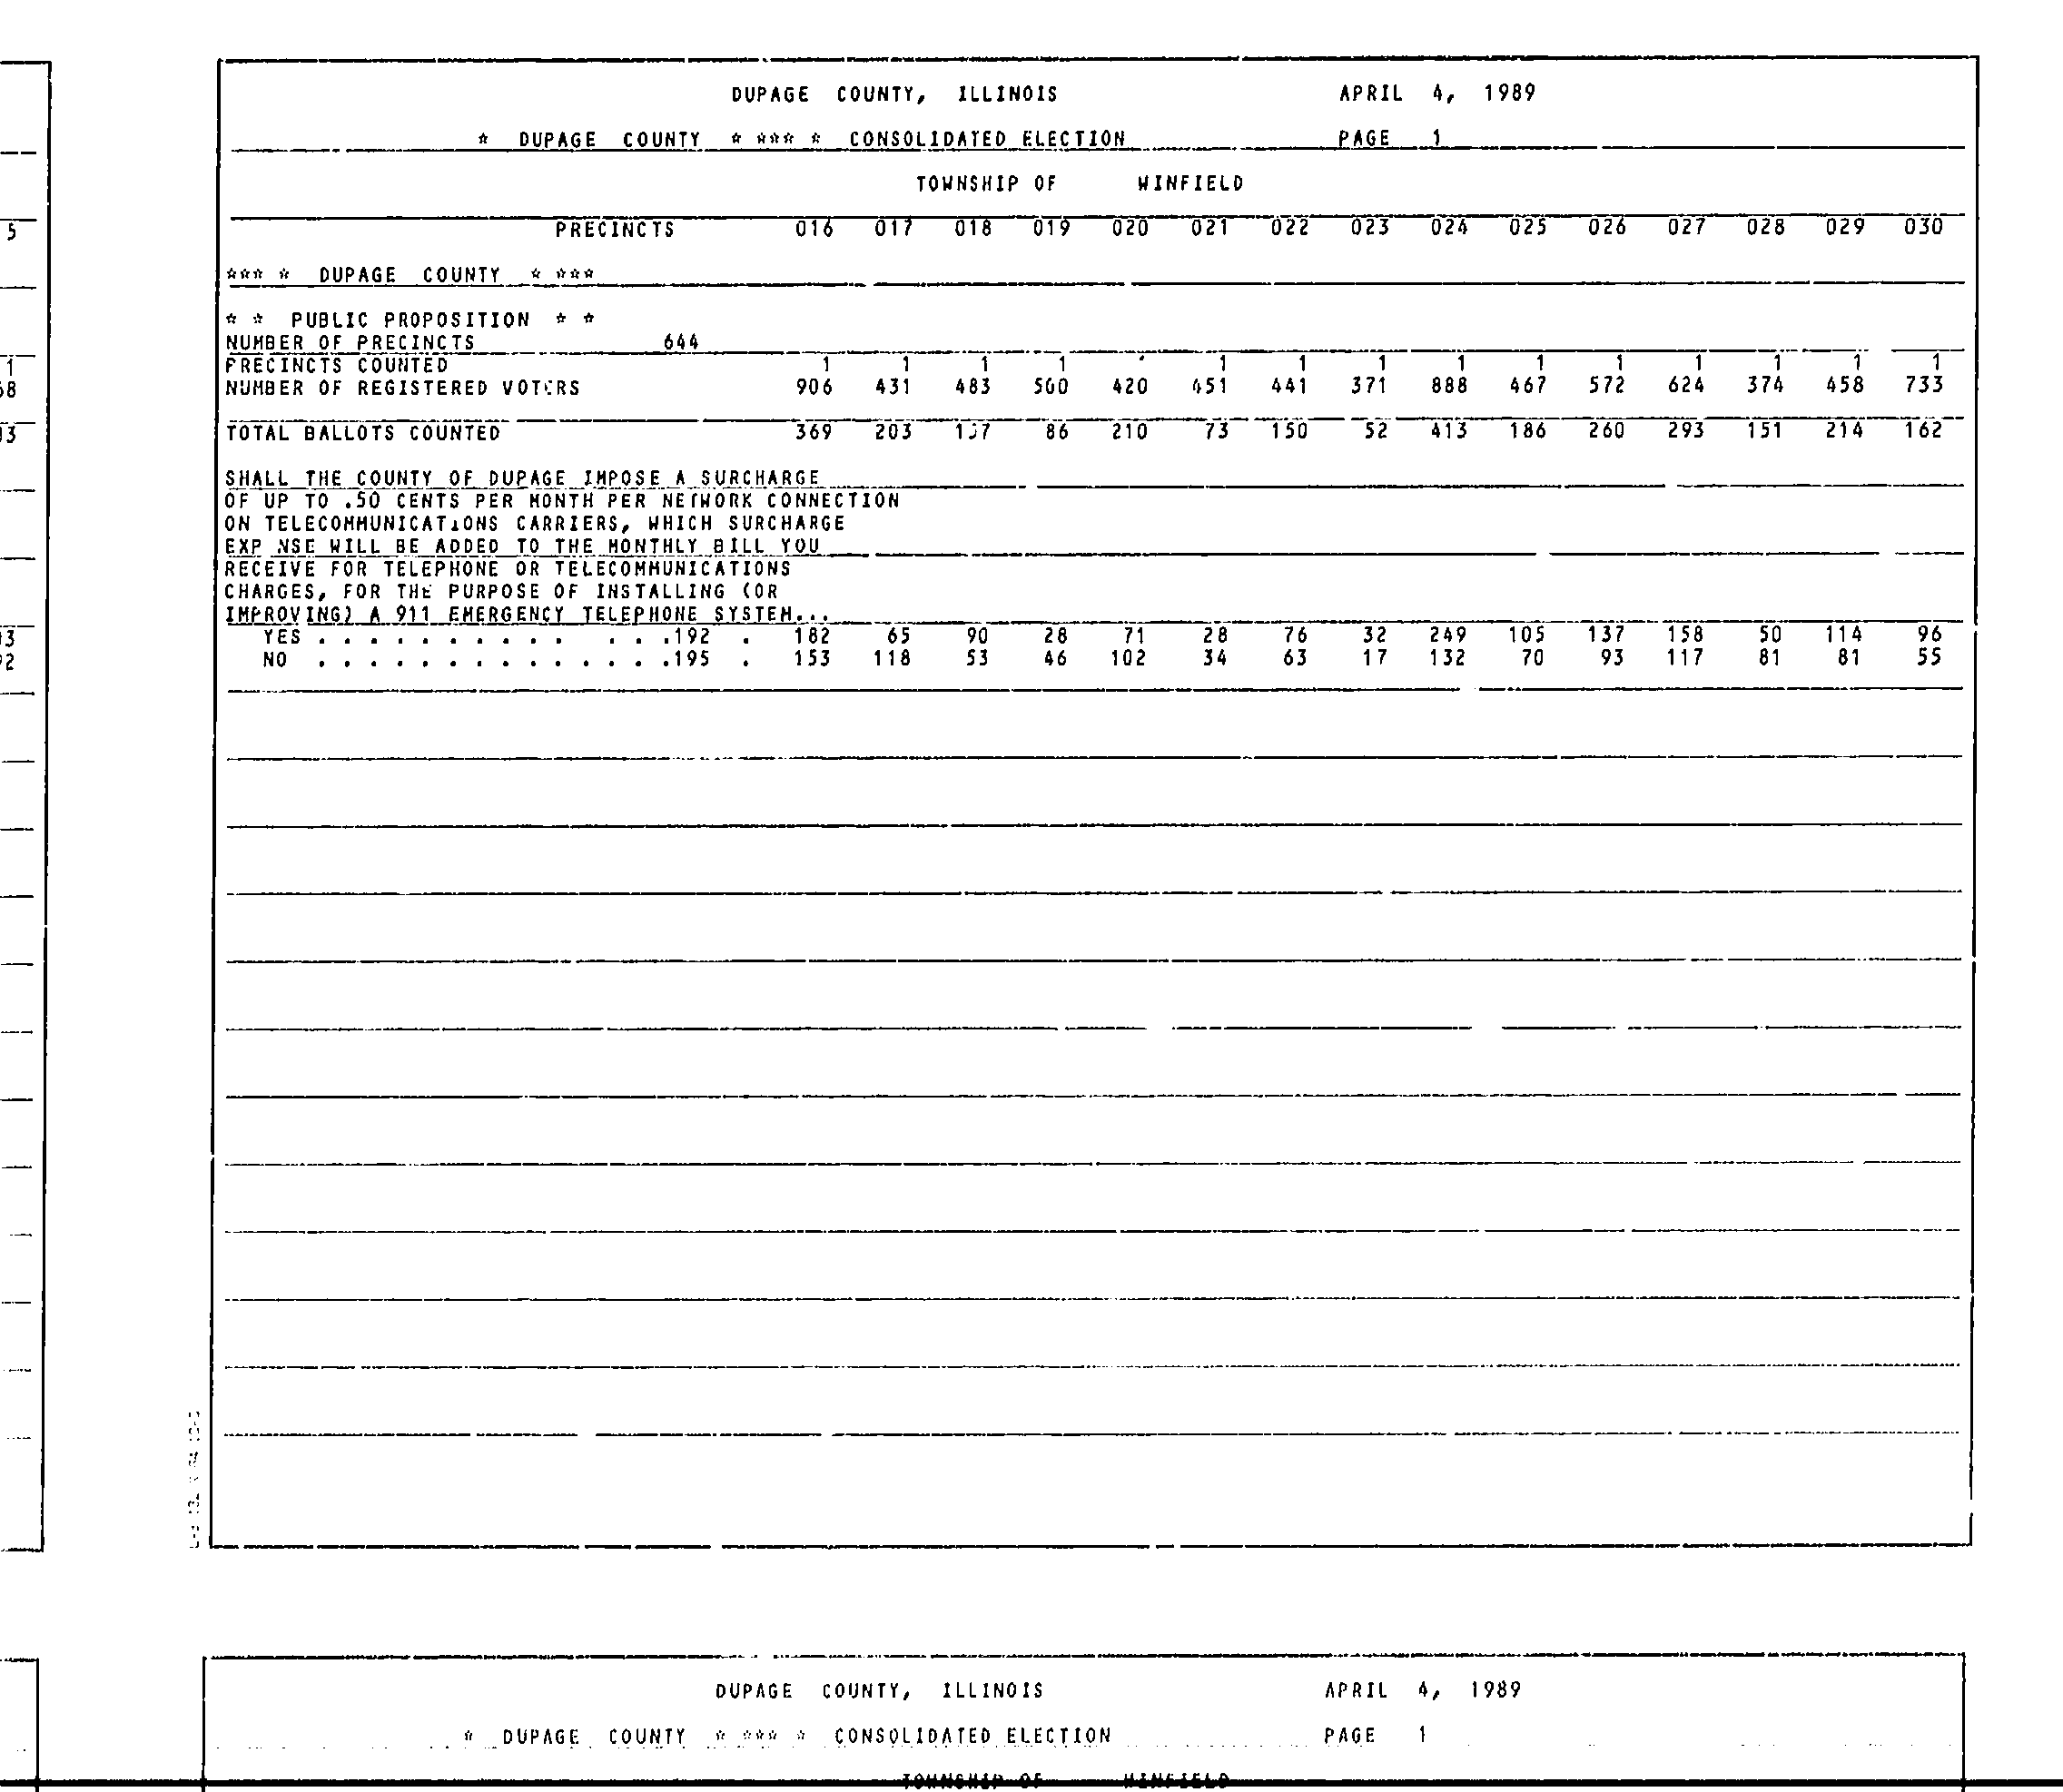 DUPAGE COUNTY, ILLINOIS APRIL 4, 1989
* DUPAGE COUNTY * *** * CONSOLIDATED ELECTION PAGE 1
TOWNSHIP OF WINFIELD
5 PRECINCTS 016 017 018 019 020 021 022 023 024 025 026 027 028 029 030
*** * DUPAGE COUNTY * ***
* * PUBLIC PROPOSITION * *
NUMBER OF PRECINCTS 644
1 PRECINCTS COUNTED 1 1 1 1 1 1 1 1 1 1 1 1 1 1
68 NUMBER OF REGISTERED VOTERS 906 431 483 500 420 451 441 371 888 467 572 624 374 458 733
TOTAL BALLOTS COUNTED 369 203 86 210 73 150 52 413 186 260 293 151 214 162
SHALL THE COUNTY OF DUPAGE IMPOSE A SURCHARGE
OF UP TO .50 CENTS PER MONTH PER NETWORK CONNECTION
ON TELECOMMUNICATIONS CARRIERS, WHICH SURCHARGE
EXP NSE WILL BE ADDED TO THE MONTHLY BILL YOU
RECEIVE FOR TELEPHONE OR TELECOMMUNICATIONS
CHARGES, FOR THE PURPOSE OF INSTALLING (OR
IMPROVING) A 911 EMERGENCY TELEPHONE SYSTEM...
YES . . . . . . . . . . . . . .192 . 182 65 90 28 71 28 76 32 249 105 137 158 50 114 96
NO . . . . . . . . . . . . . .195 . 153 118 53 46 102 34 63 17 132 70 93 117 81 81 55
DUPAGE COUNTY, ILLINOIS APRIL 4, 1989
* DUPAGE COUNTY * *** * CONSOLIDATED ELECTION PAGE 1
TOWNSHIP OF WINFIELD